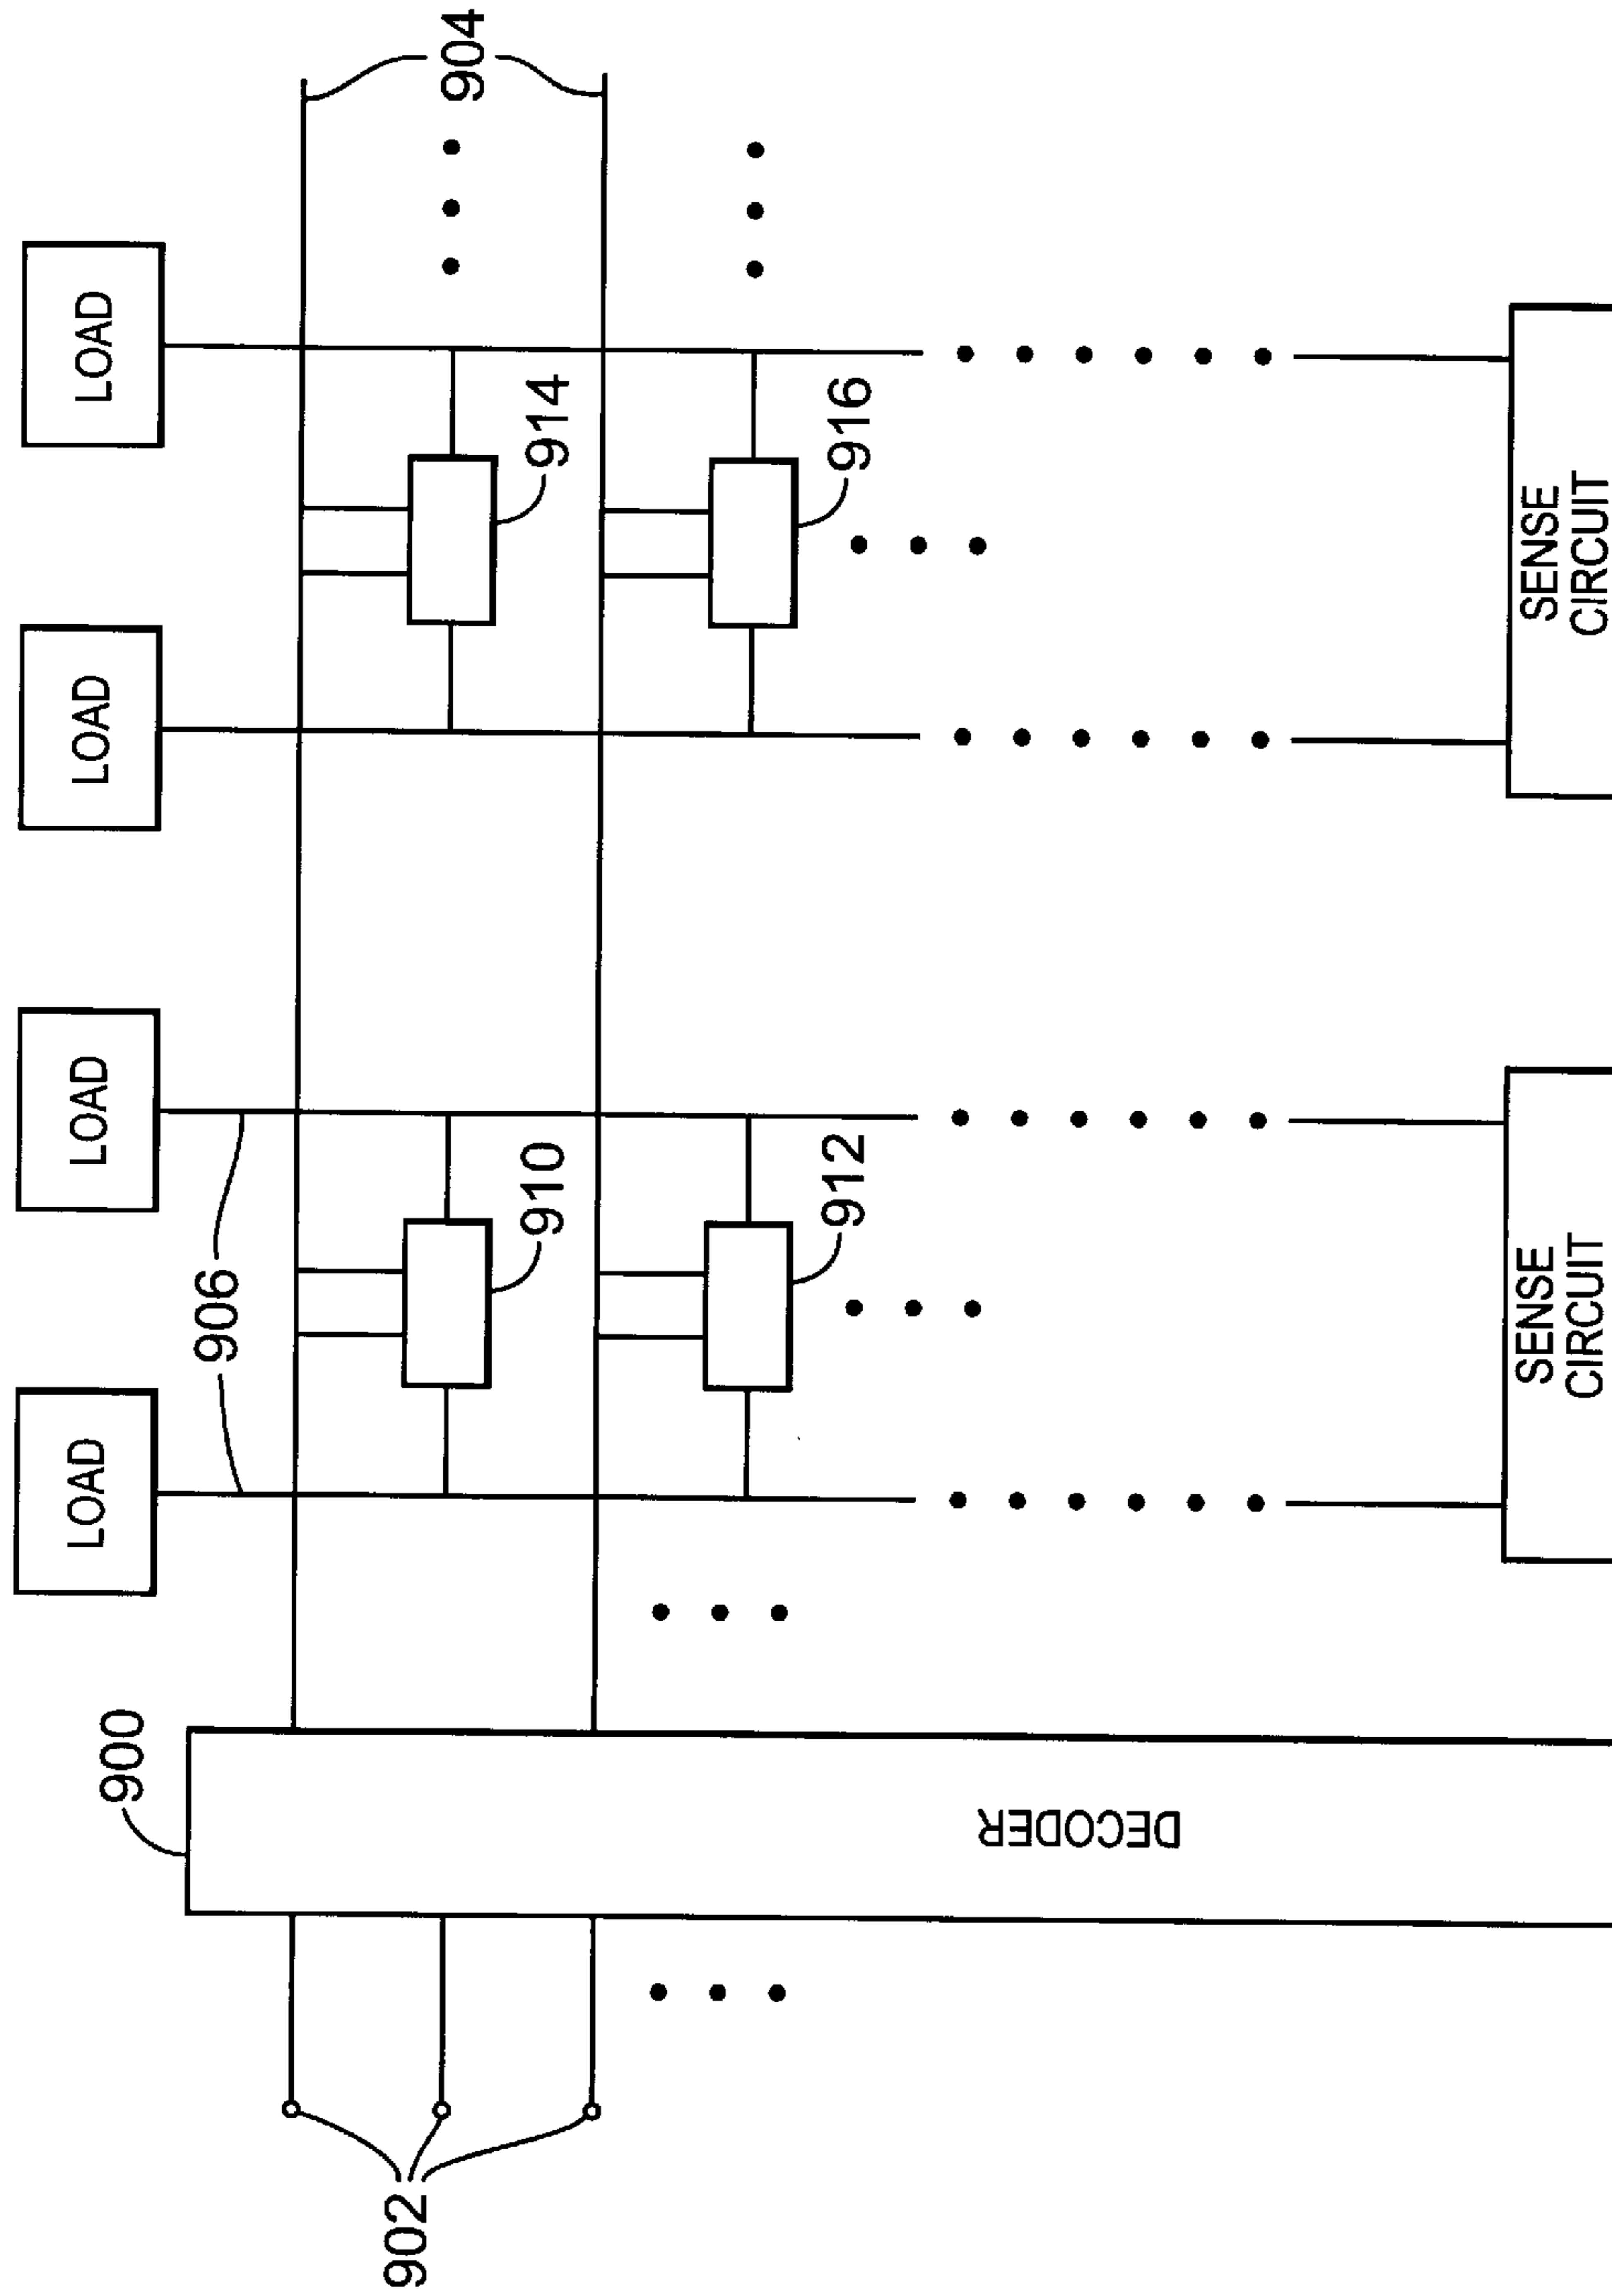 LOAD
LOAD
LOAD
LOAD
904
906
914
916
910
912
900
902
DECODER
SENSE
CIRCUIT
SENSE
CIRCUIT